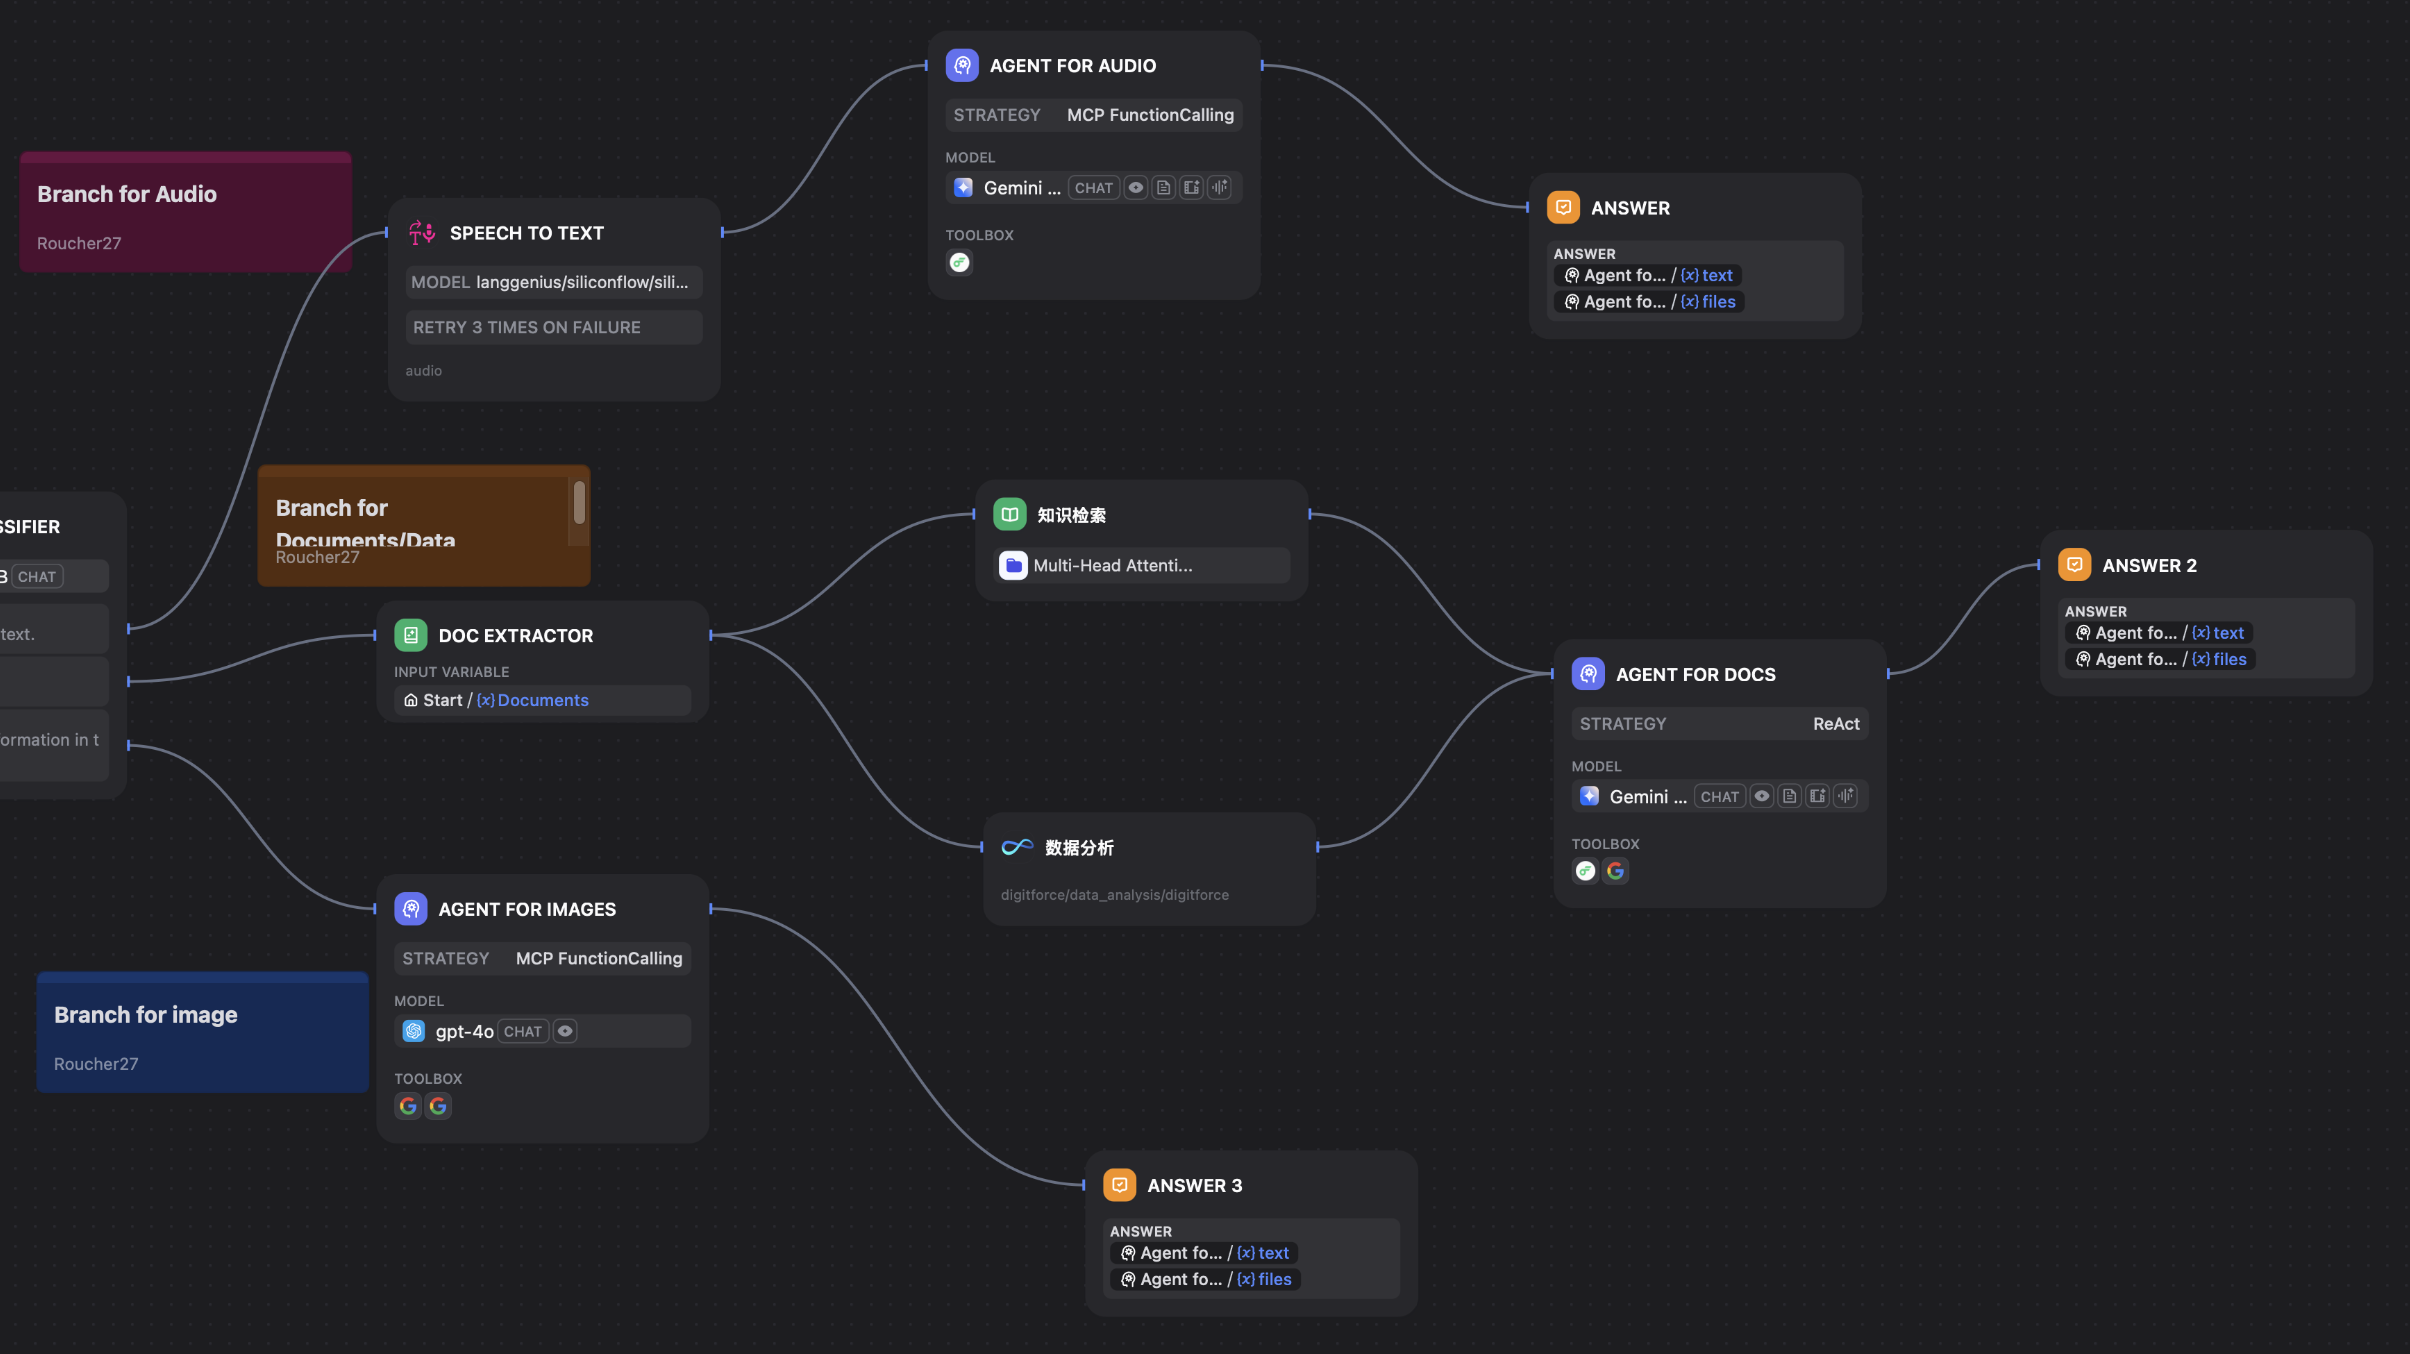 AGENT FOR AUDIO
STRATEGY MCP FunctionCalling
MODEL
Gemini ... CHAT
TOOLBOX
Branch for Audio
Roucher27
SPEECH TO TEXT
MODEL langgenius/siliconflow/sili...
RETRY 3 TIMES ON FAILURE
audio
ANSWER
ANSWER
Agent fo... / {x} text
Agent fo... / {x} files
Branch for
Documents/Data
Roucher27
SSIFIER
B CHAT
text.
ormation in t
DOC EXTRACTOR
INPUT VARIABLE
Start / {x} Documents
知识检索
Multi-Head Attenti...
数据分析
digitforce/data_analysis/digitforce
AGENT FOR DOCS
STRATEGY ReAct
MODEL
Gemini ... CHAT
TOOLBOX
ANSWER 2
ANSWER
Agent fo... / {x} text
Agent fo... / {x} files
AGENT FOR IMAGES
STRATEGY MCP FunctionCalling
MODEL
gpt-4o CHAT
TOOLBOX
Branch for image
Roucher27
ANSWER 3
ANSWER
Agent fo... / {x} text
Agent fo... / {x} files